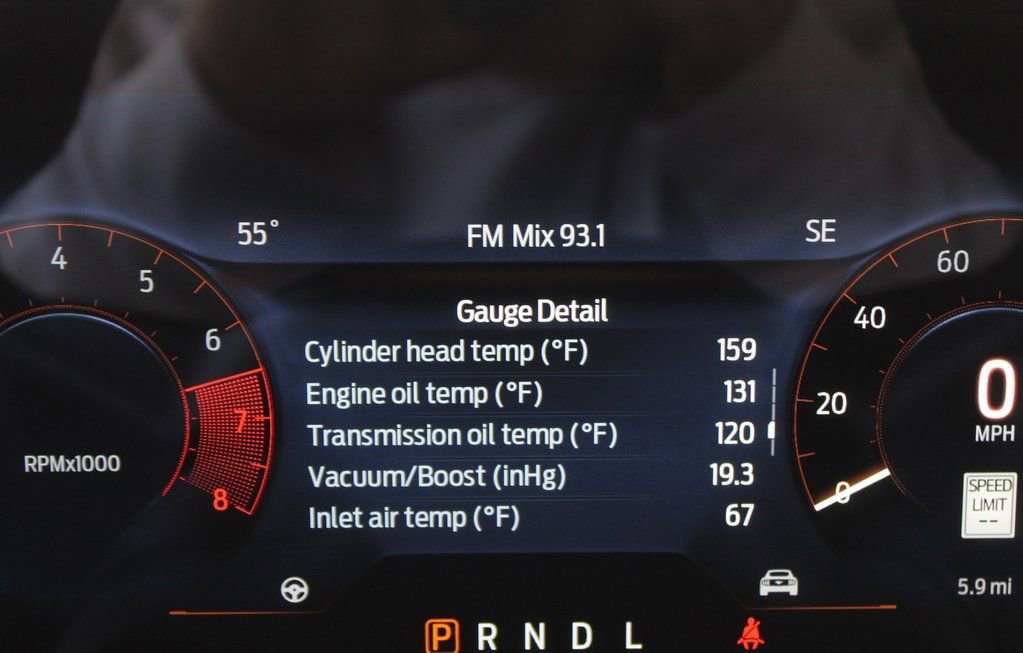 55°
FM Mix 93.1
SE
4
5
6
7
8
RPMx1000
Gauge Detail
Cylinder head temp (°F) 159
Engine oil temp (°F) 131
Transmission oil temp (°F) 120
Vacuum/Boost (inHg) 19.3
Inlet air temp (°F) 67
60
40
20
0
0
MPH
SPEED
LIMIT
--
5.9 mi
P R N D L